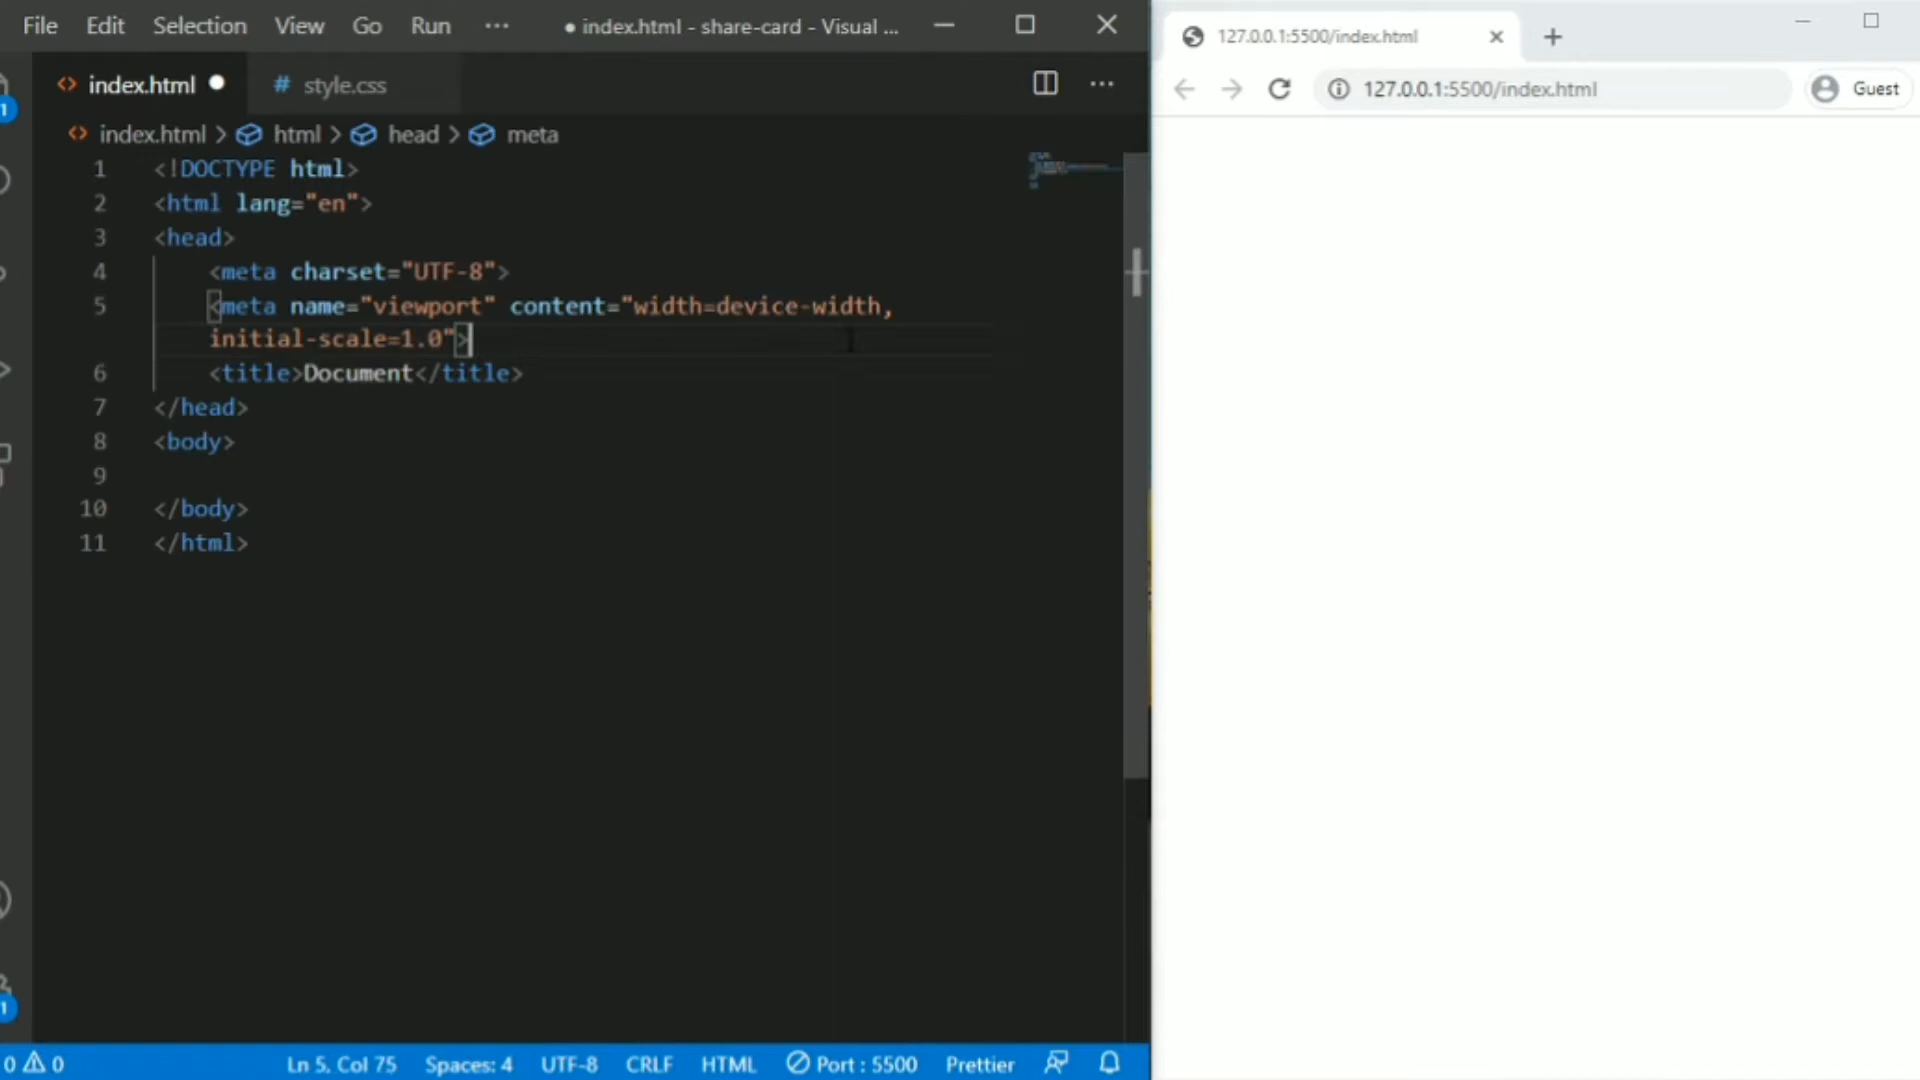 File Edit Selection View Go Run ··· ● index.html - share-card - Visual ...
index.html ● # style.css ···
index.html > html > head > meta
1 <!DOCTYPE html>
2 <html lang="en">
3 <head>
4 <meta charset="UTF-8">
5 <meta name="viewport" content="width=device-width,
initial-scale=1.0">
6 <title>Document</title>
7 </head>
8 <body>
9
10 </body>
11 </html>
1
1
0 0 Ln 5, Col 75 Spaces: 4 UTF-8 CRLF HTML Port : 5500 Prettier
127.0.0.1:5500/index.html
127.0.0.1:5500/index.html Guest